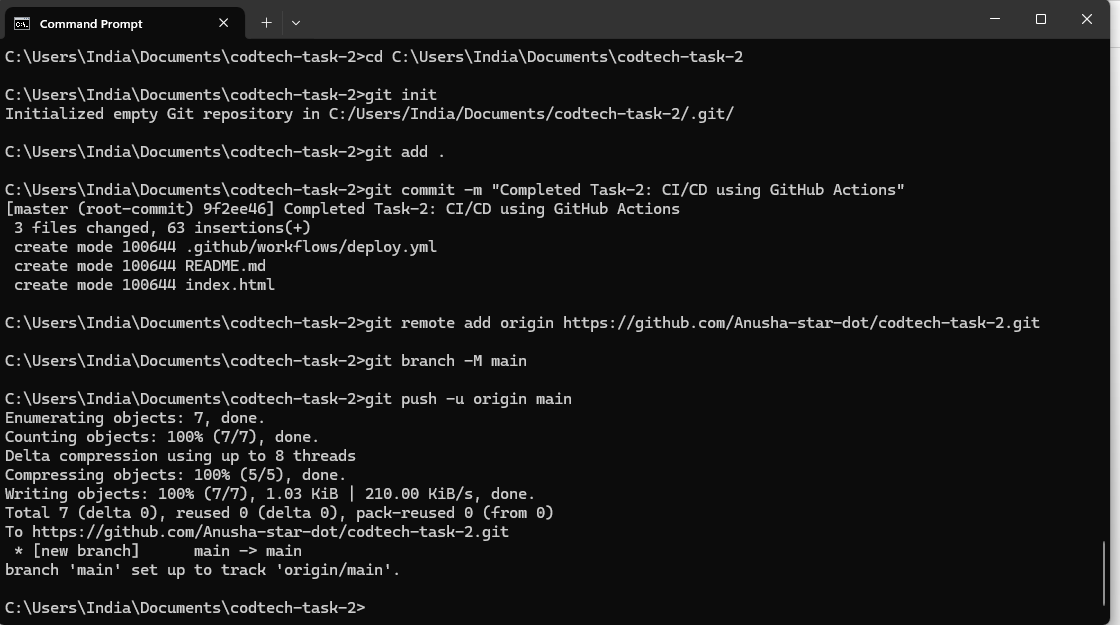 Command Prompt
C:\Users\India\Documents\codtech-task-2>cd C:\Users\India\Documents\codtech-task-2
C:\Users\India\Documents\codtech-task-2>git init
Initialized empty Git repository in C:/Users/India/Documents/codtech-task-2/.git/
C:\Users\India\Documents\codtech-task-2>git add .
C:\Users\India\Documents\codtech-task-2>git commit -m "Completed Task-2: CI/CD using GitHub Actions"
[master (root-commit) 9f2ee46] Completed Task-2: CI/CD using GitHub Actions
 3 files changed, 63 insertions(+)
 create mode 100644 .github/workflows/deploy.yml
 create mode 100644 README.md
 create mode 100644 index.html
C:\Users\India\Documents\codtech-task-2>git remote add origin https://github.com/Anusha-star-dot/codtech-task-2.git
C:\Users\India\Documents\codtech-task-2>git branch -M main
C:\Users\India\Documents\codtech-task-2>git push -u origin main
Enumerating objects: 7, done.
Counting objects: 100% (7/7), done.
Delta compression using up to 8 threads
Compressing objects: 100% (5/5), done.
Writing objects: 100% (7/7), 1.03 KiB | 210.00 KiB/s, done.
Total 7 (delta 0), reused 0 (delta 0), pack-reused 0 (from 0)
To https://github.com/Anusha-star-dot/codtech-task-2.git
 * [new branch]      main -> main
branch 'main' set up to track 'origin/main'.
C:\Users\India\Documents\codtech-task-2>